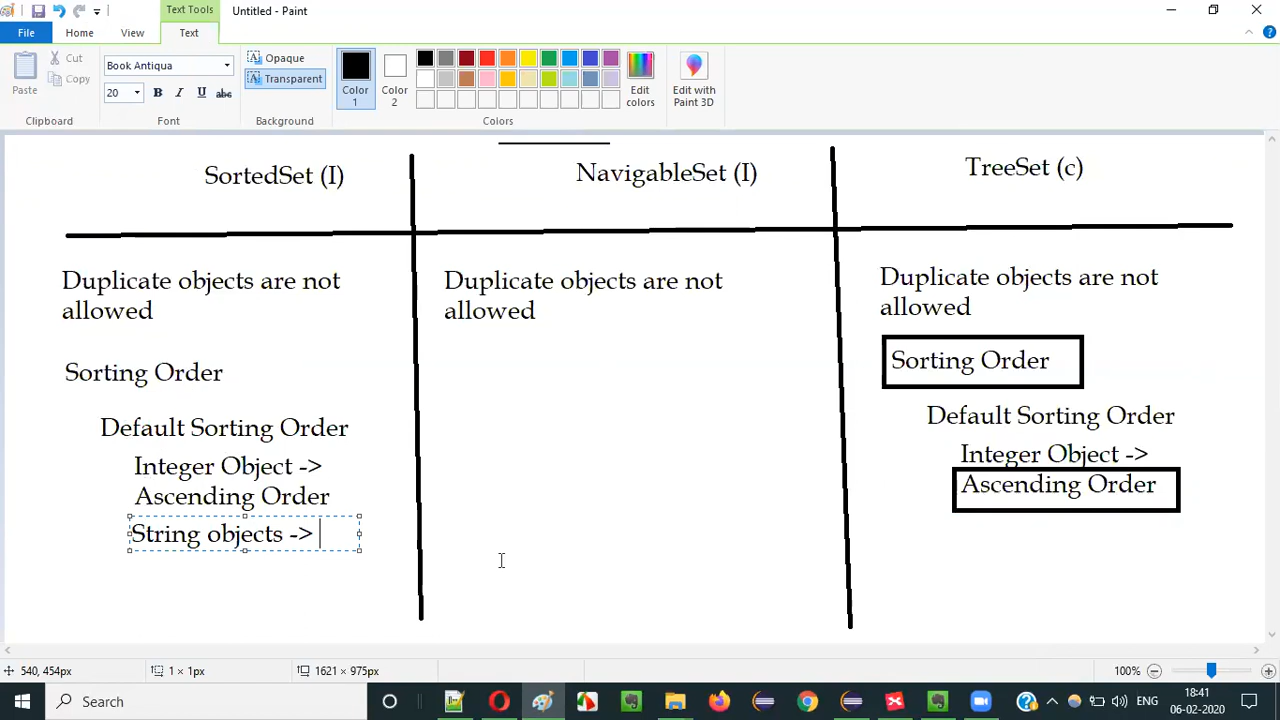 Text Tools
Untitled - Paint
File
Home
View
Text
Paste
Cut
Copy
Clipboard
Book Antiqua
20
B I U abc
Font
Opaque
Transparent
Background
Color 1
Color 2
Edit colors
Colors
Edit with Paint 3D
SortedSet (I)
NavigableSet (I)
TreeSet (c)
Duplicate objects are not
allowed
Sorting Order
Default Sorting Order
Integer Object ->
Ascending Order
String objects ->
Duplicate objects are not
allowed
Duplicate objects are not
allowed
Sorting Order
Default Sorting Order
Integer Object ->
Ascending Order
540, 454px
1 × 1px
1621 × 975px
100%
Search
ENG
18:41
06-02-2020